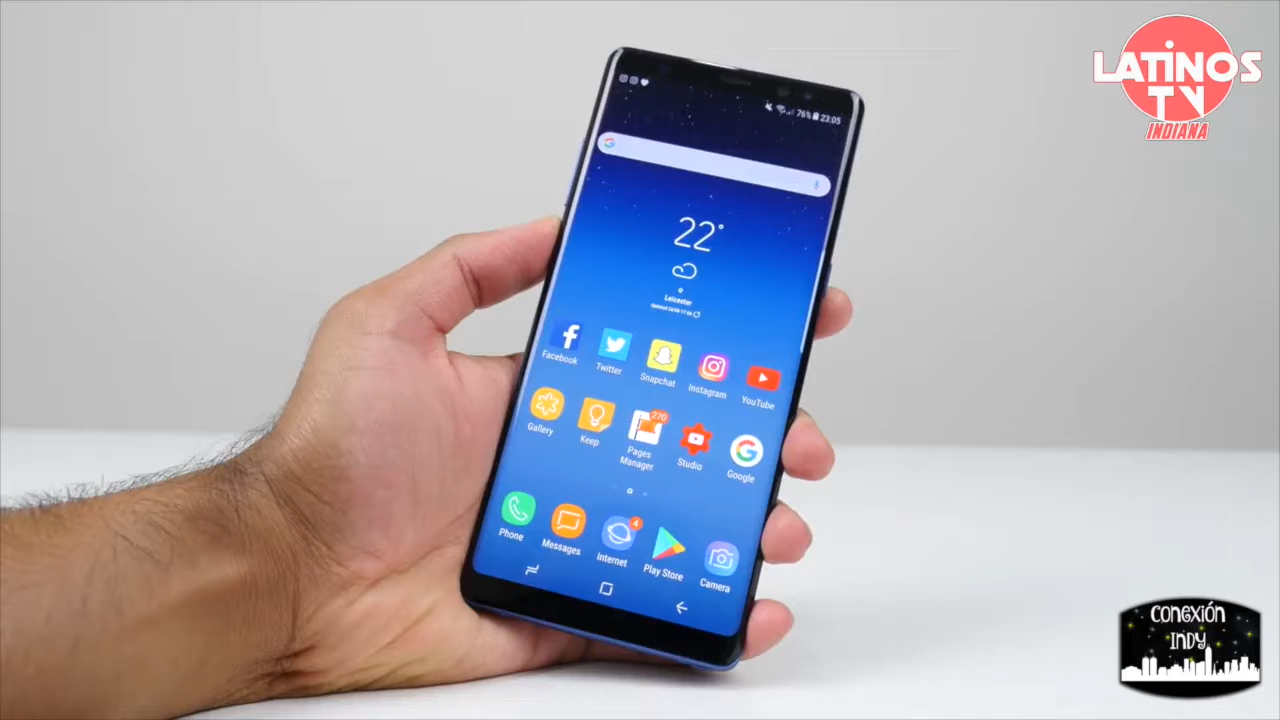 LATINOS
TV
INDIANA
76% 23:05
22°
Leicester
Facebook
Twitter
Snapchat
Instagram
YouTube
Gallery
Keep
270
Pages
Manager
Studio
Google
Phone
Messages
4
Internet
Play Store
Camera
CONEXIÓN
INDY